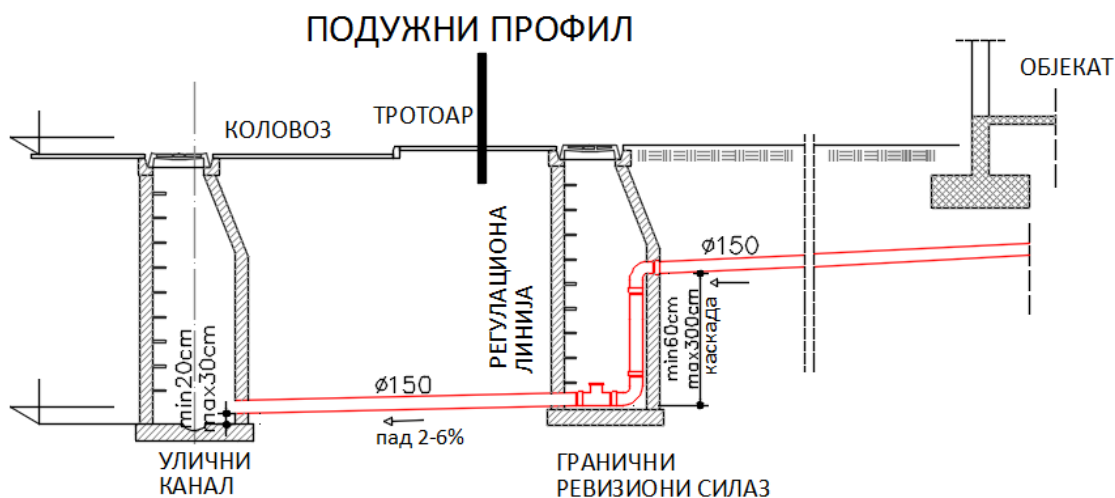 ПОДУЖНИ ПРОФИЛ
ОБЈЕКАТ
ТРОТОАР
КОЛОВОЗ
РЕГУЛАЦИОНА
ЛИНИЈА
ø150
min20cm
max30cm
ø150
min60cm
max300cm
каскада
пад 2-6%
УЛИЧНИ
КАНАЛ
ГРАНИЧНИ
РЕВИЗИОНИ СИЛАЗ